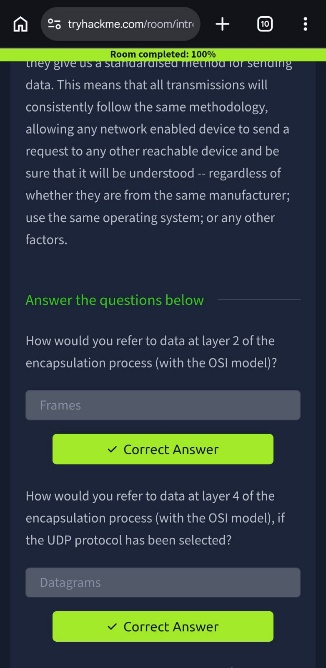 tryhackme.com/room/intr
10
Room completed: 100%
they give us a standardised method for sending
data. This means that all transmissions will
consistently follow the same methodology,
allowing any network enabled device to send a
request to any other reachable device and be
sure that it will be understood -- regardless of
whether they are from the same manufacturer;
use the same operating system; or any other
factors.
Answer the questions below
How would you refer to data at layer 2 of the
encapsulation process (with the OSI model)?
Frames
✓ Correct Answer
How would you refer to data at layer 4 of the
encapsulation process (with the OSI model), if
the UDP protocol has been selected?
Datagrams
✓ Correct Answer